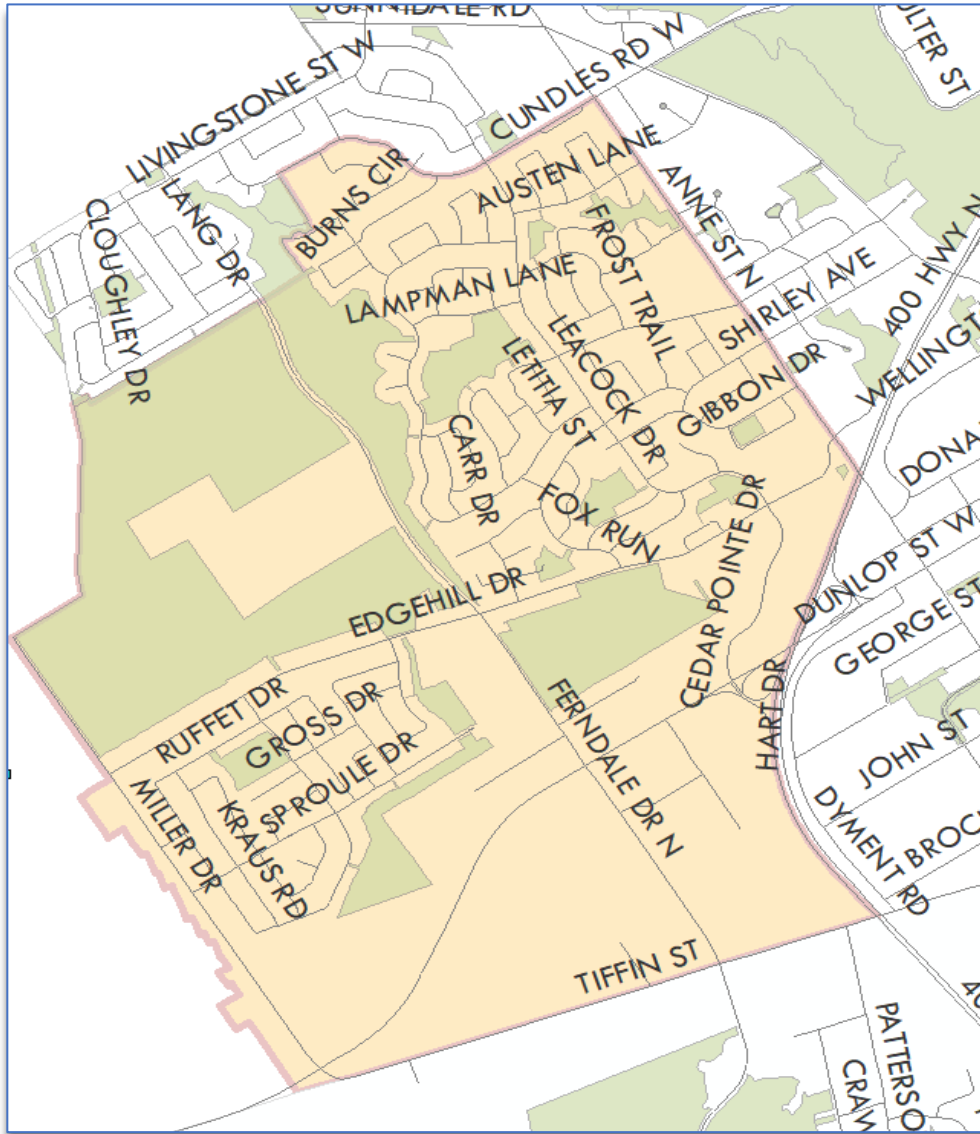 SUNNIDALE RD
LIVINGSTONE ST W
CUNDLES RD W
OLTER ST
LANG DR
CLOUGHLEY DR
BURNS CIR
AUSTEN LANE
ANNE ST N
FROST TRAIL
LAMPMAN LANE
400 HWY N
SHIRLEY AVE
LEACOCK DR
LETITIA ST
GIBBON DR
WELLINGT
CARR DR
DONA
FOX RUN
CEDAR POINTE DR
DUNLOP ST W
EDGEHILL DR
GEORGE ST
RUFFET DR
GROSS DR
FERNDALE DR N
HART DR
JOHN ST
SPROULE DR
MILLER DR
KRAUS RD
DYMENT RD
BROC
TIFFIN ST
40
PATTERSO
CRAW